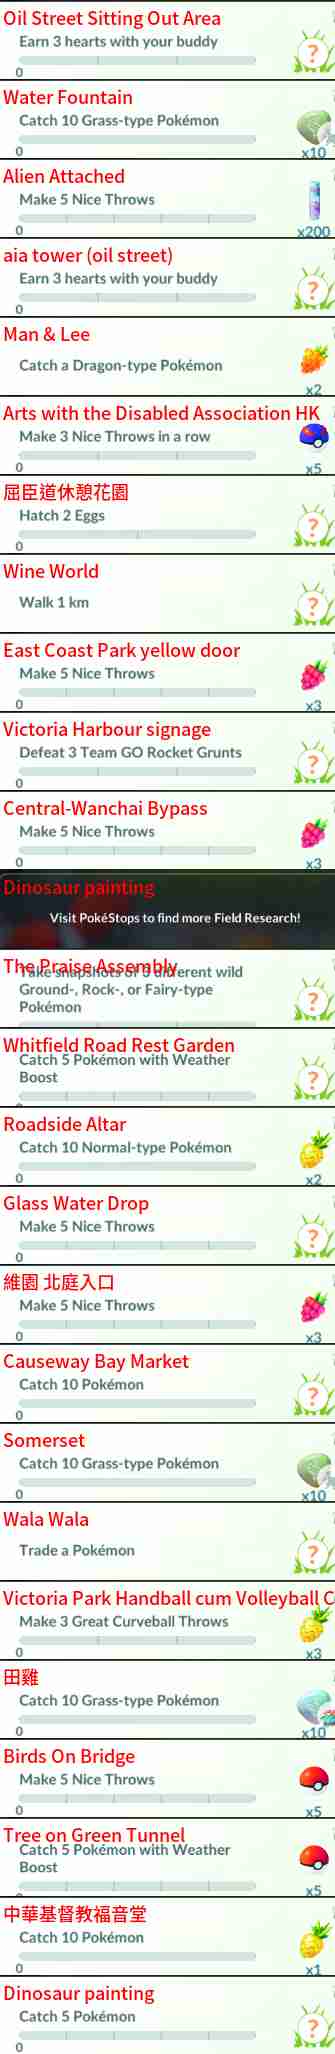 Oil Street Sitting Out Area
Earn 3 hearts with your buddy
?
0
Water Fountain
Catch 10 Grass-type Pokémon
0
x10
Alien Attached
Make 5 Nice Throws
0
x200
aia tower (oil street)
Earn 3 hearts with your buddy
?
0
Man & Lee
Catch a Dragon-type Pokémon
x2
Arts with the Disabled Association HK
Make 3 Nice Throws in a row
0
x5
屈臣道休憩花園
Hatch 2 Eggs
?
0
Wine World
Walk 1 km
?
East Coast Park yellow door
Make 5 Nice Throws
0
x3
Victoria Harbour signage
Defeat 3 Team GO Rocket Grunts
?
0
Central-Wanchai Bypass
Make 5 Nice Throws
0
x3
Dinosaur painting
Visit PokéStops to find more Field Research!
The Praise Assembly
Take snapshots of 3 different wild
Ground-, Rock-, or Fairy-type
?
Pokémon
Whitfield Road Rest Garden
Catch 5 Pokémon with Weather
Boost
?
Roadside Altar
Catch 10 Normal-type Pokémon
0
x2
Glass Water Drop
Make 5 Nice Throws
?
0
維園 北庭入口
Make 5 Nice Throws
0
x3
Causeway Bay Market
Catch 10 Pokémon
?
0
Somerset
Catch 10 Grass-type Pokémon
0
x10
Wala Wala
Trade a Pokémon
?
Victoria Park Handball cum Volleyball C
Make 3 Great Curveball Throws
0
x3
田雞
Catch 10 Grass-type Pokémon
0
x10
Birds On Bridge
Make 5 Nice Throws
0
x5
Tree on Green Tunnel
Catch 5 Pokémon with Weather
Boost
0
x5
中華基督教福音堂
Catch 10 Pokémon
0
x1
Dinosaur painting
Catch 5 Pokémon
?
0